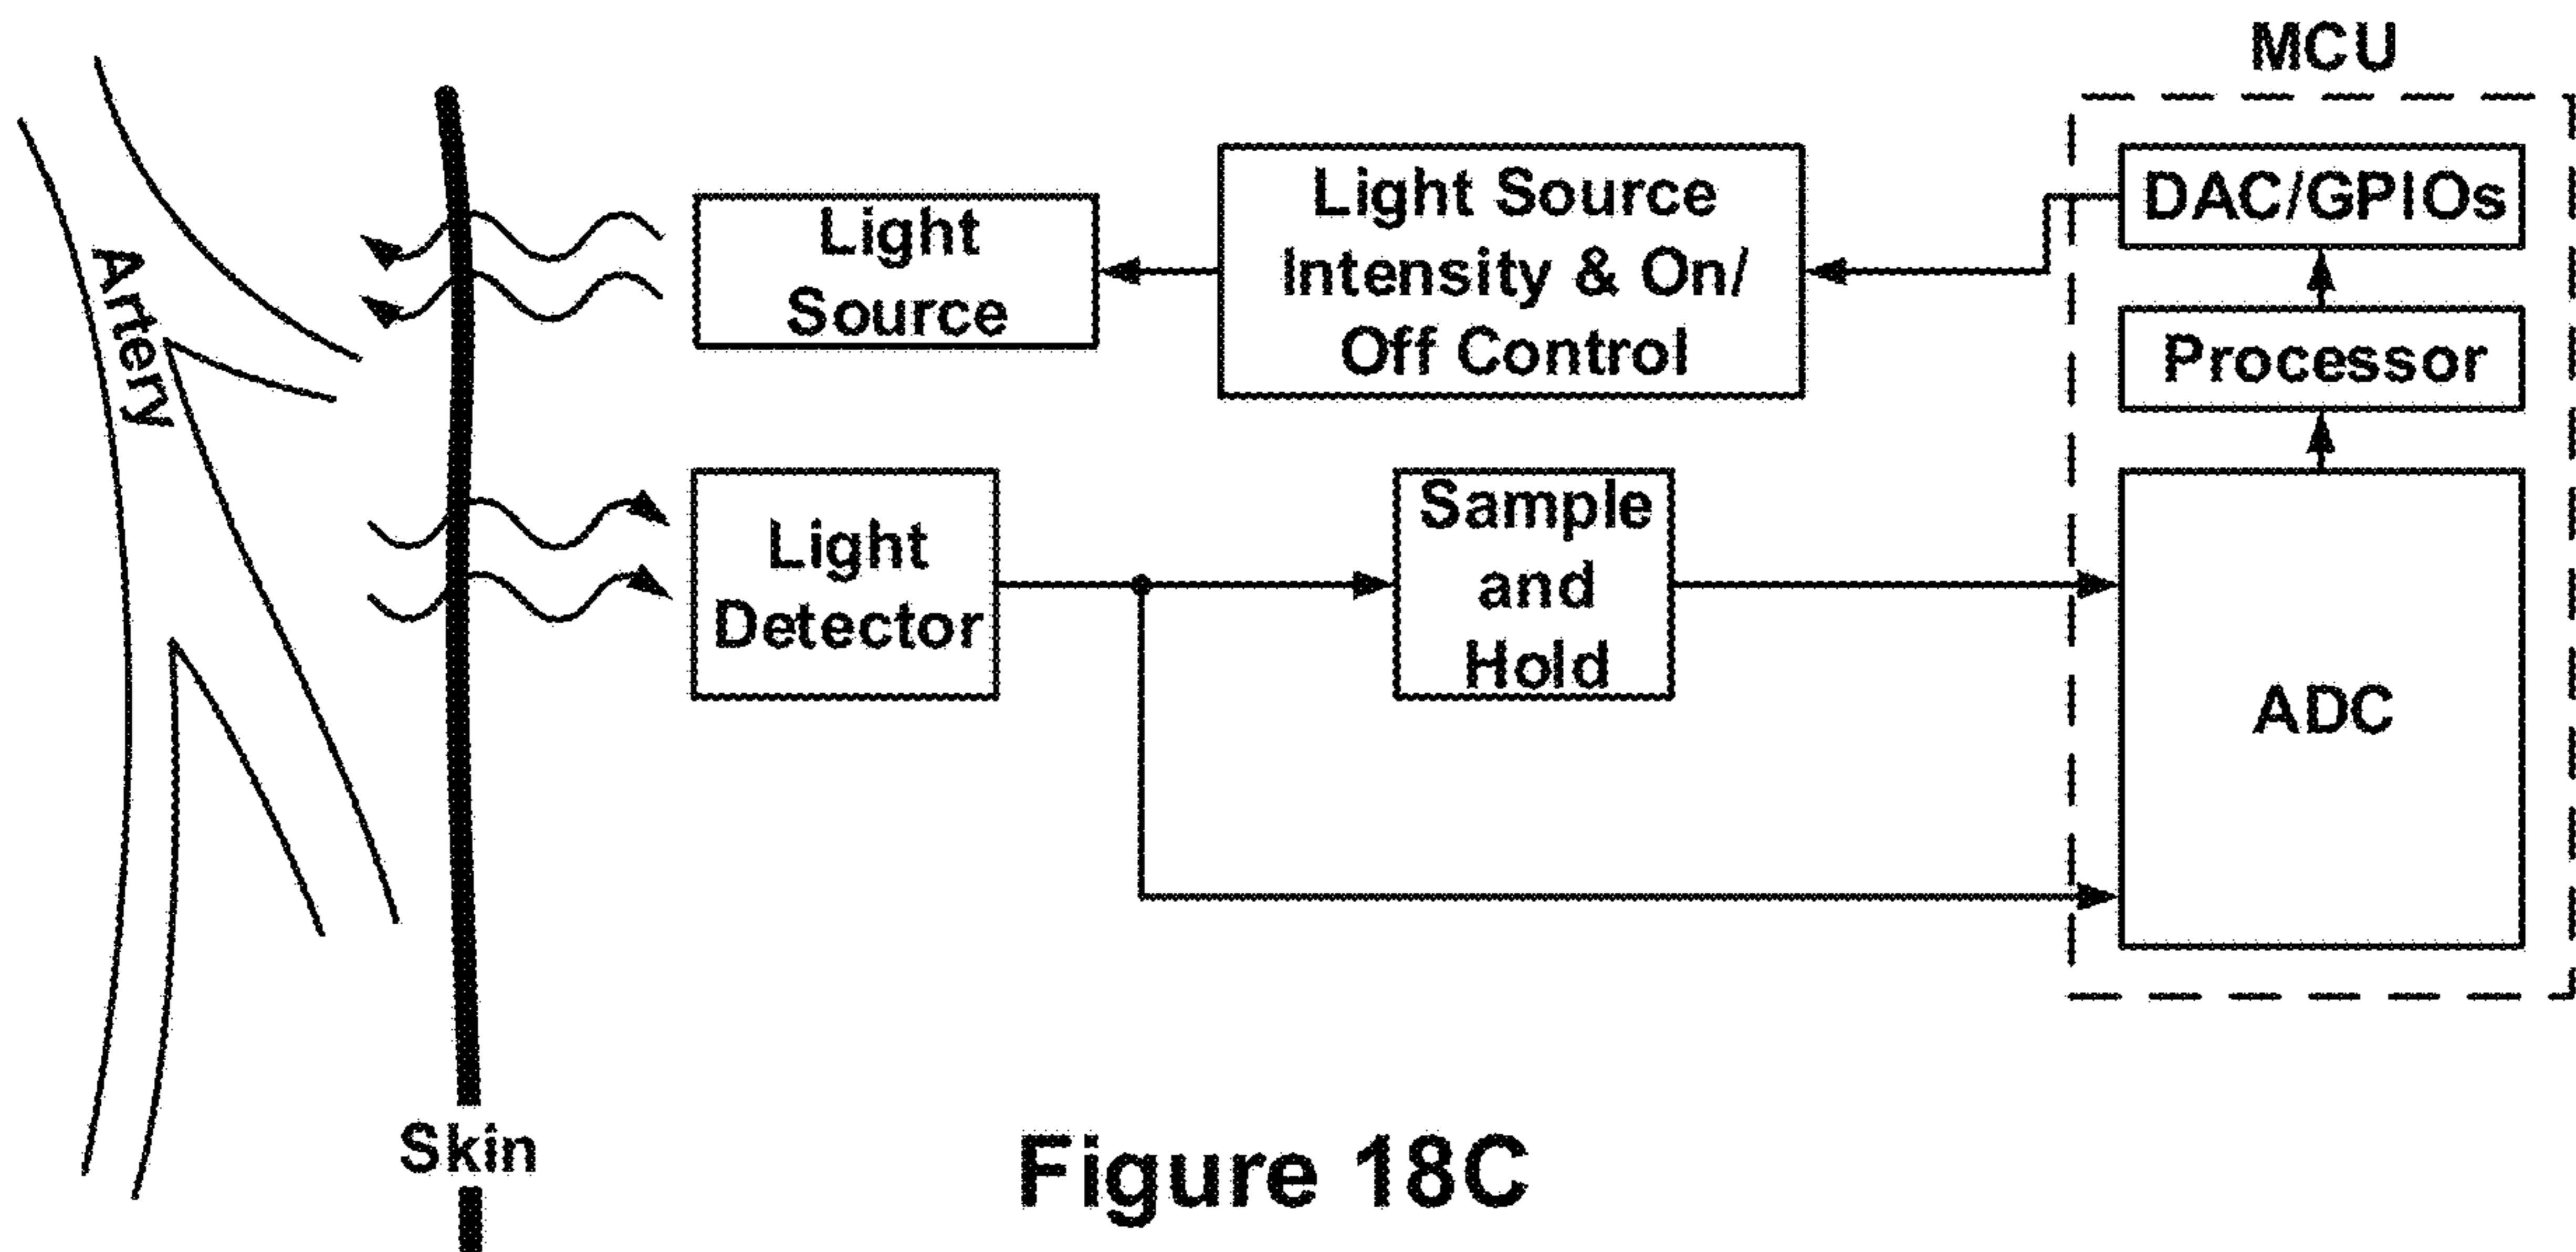 MCU
Artery
Light
Source
Light Source
Intensity & On/
Off Control
DAC/GPIOs
Processor
Light
Detector
Sample
and
Hold
ADC
Skin
Figure 18C